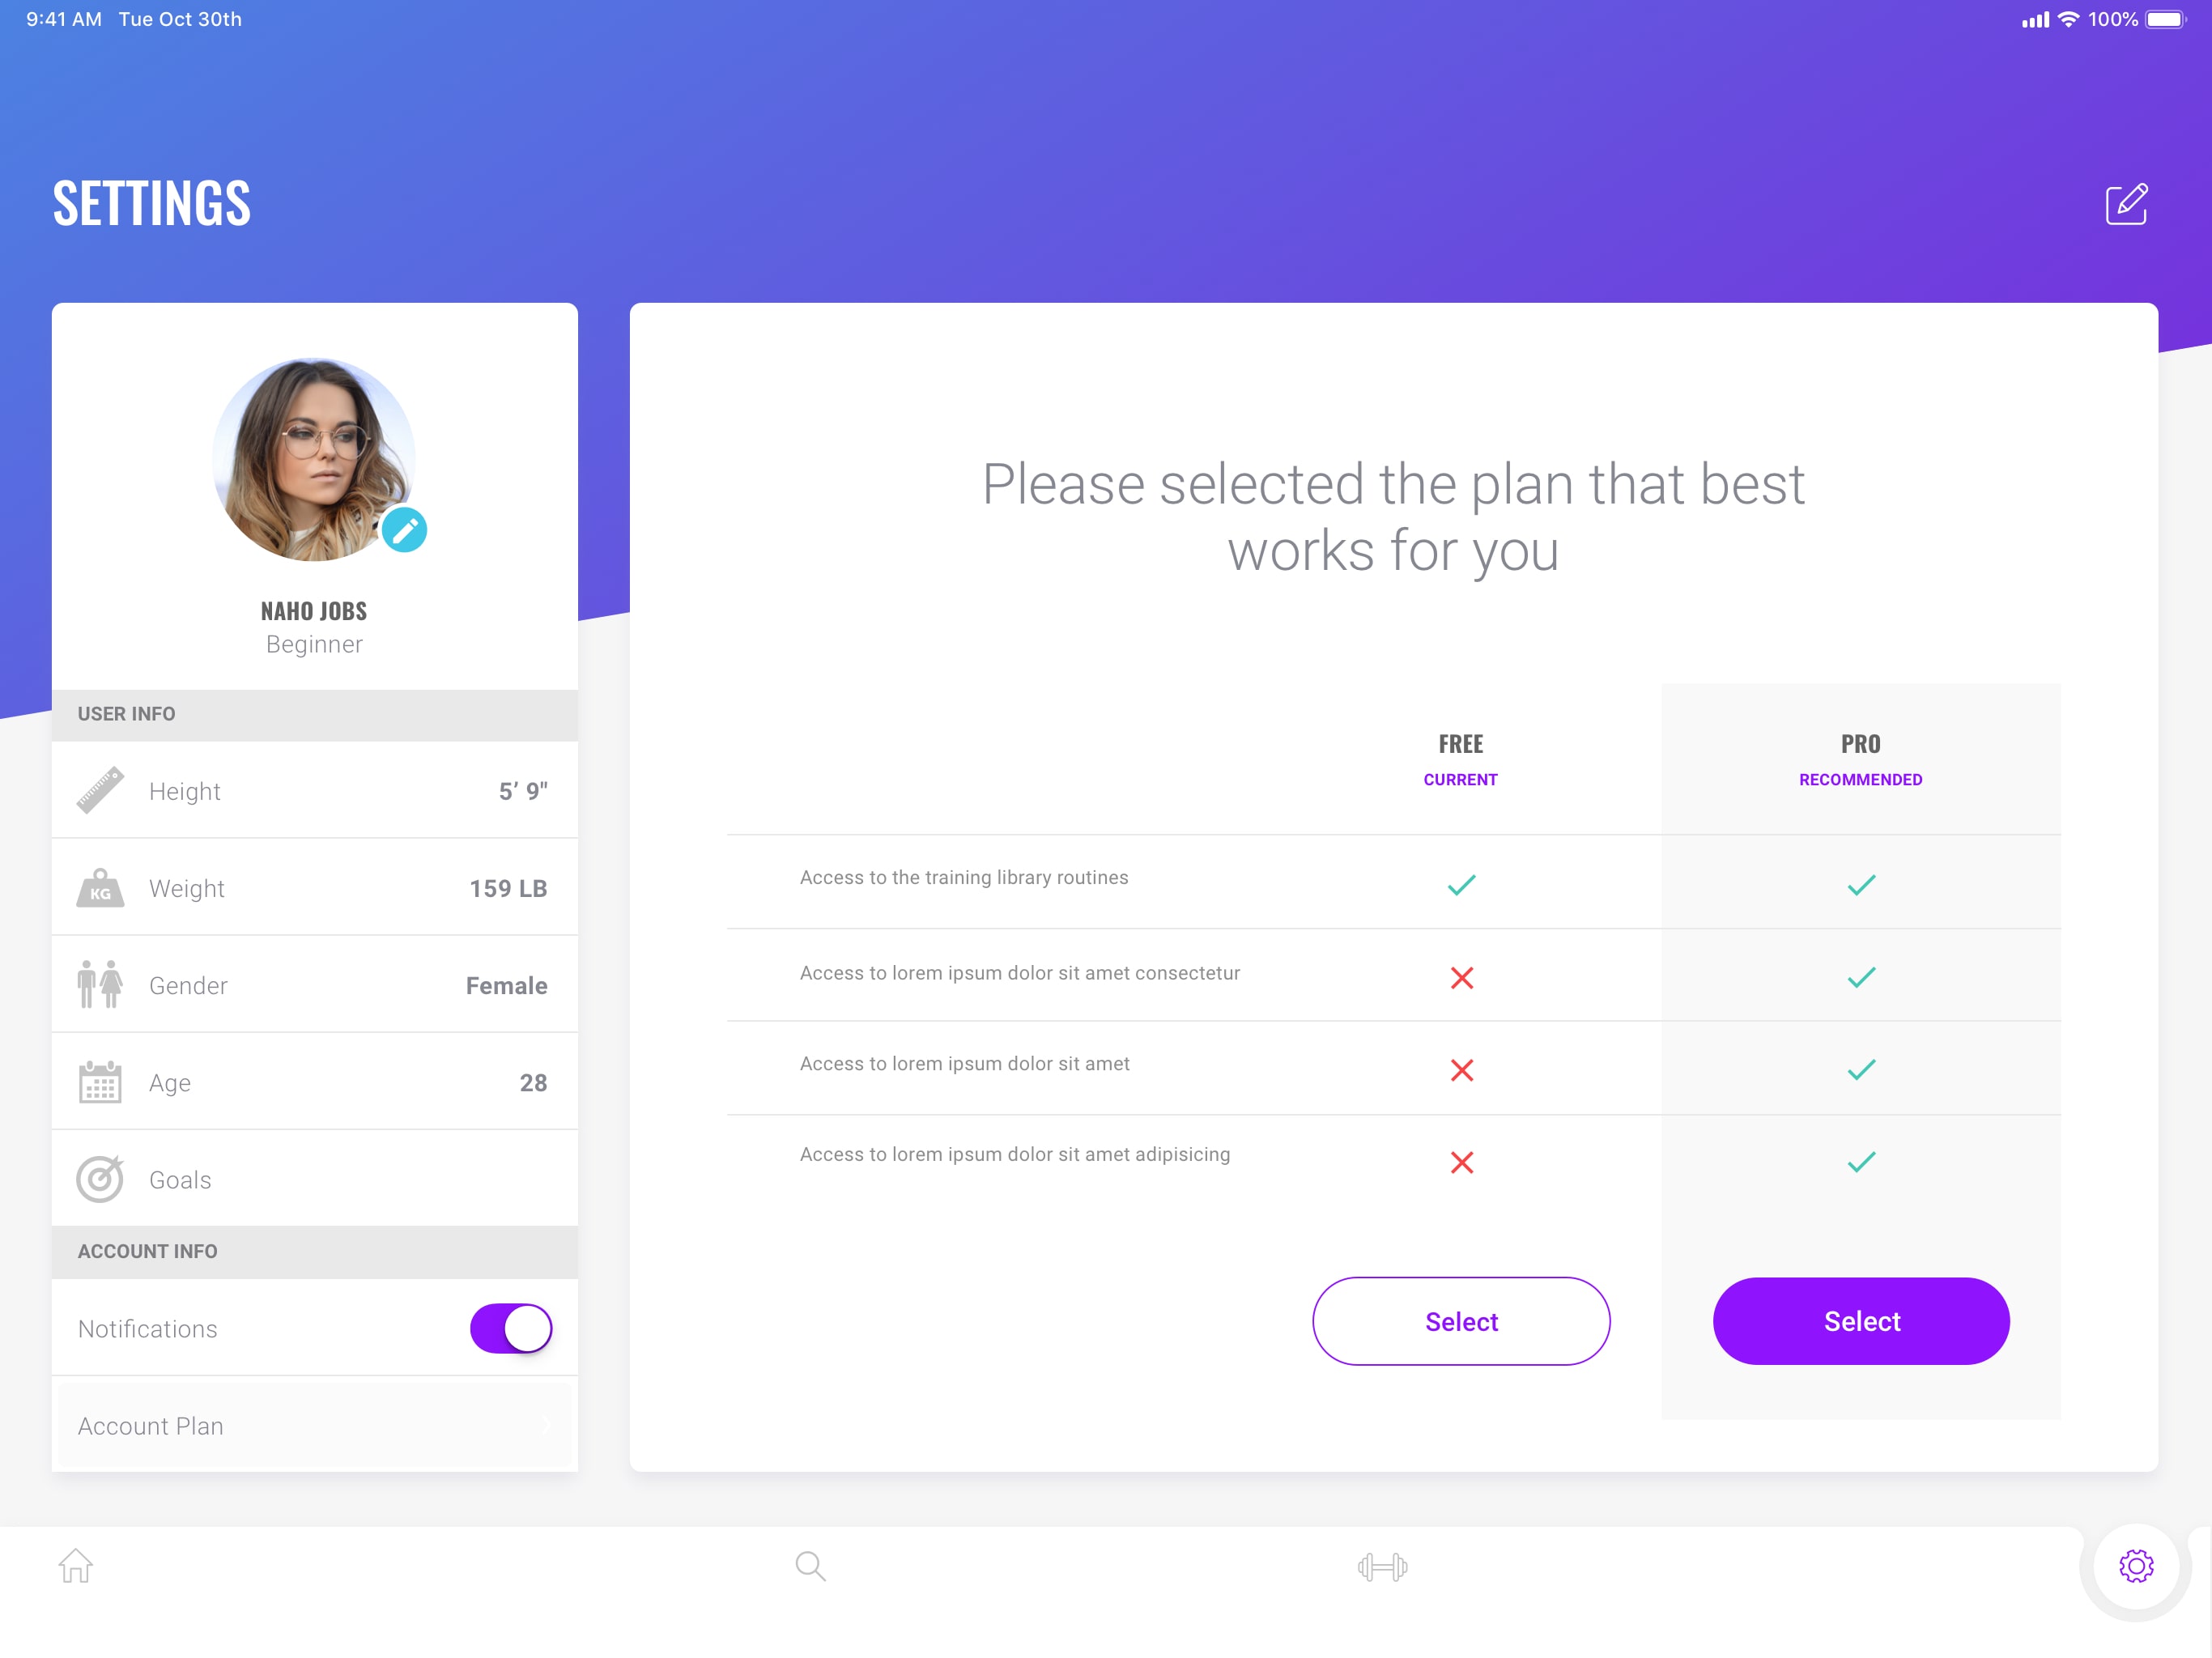 9:41 AM Tue Oct 30th 100%
SETTINGS
NAHO JOBS
Beginner
USER INFO
Height 5’ 9"
KG Weight 159 LB
Gender Female
Age 28
Goals
ACCOUNT INFO
Notifications
Account Plan
Please selected the plan that best
works for you
FREE PRO
CURRENT RECOMMENDED
Access to the training library routines
Access to lorem ipsum dolor sit amet consectetur
Access to lorem ipsum dolor sit amet
Access to lorem ipsum dolor sit amet adipisicing
Select Select